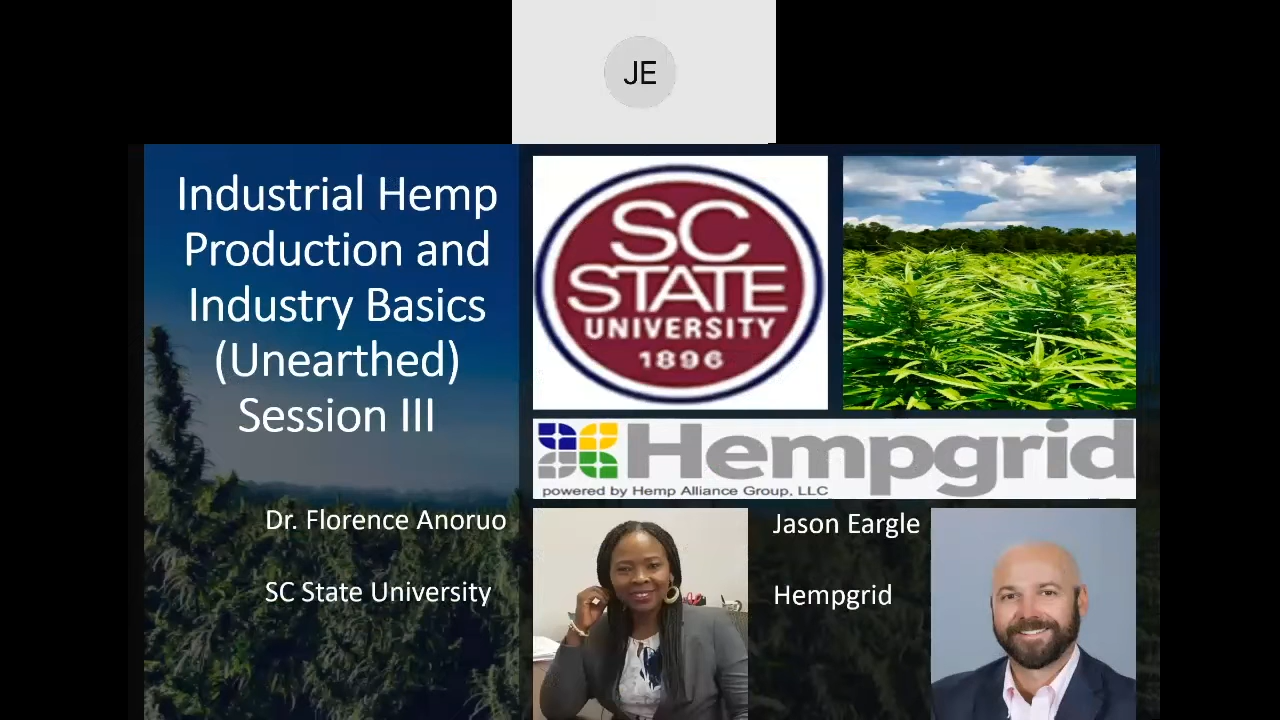 JE
Industrial Hemp
Production and
Industry Basics
(Unearthed)
Session III
SC
STATE
UNIVERSITY
1896
Hempgrid
powered by Hemp Alliance Group, LLC
Dr. Florence Anoruo
SC State University
Jason Eargle
Hempgrid